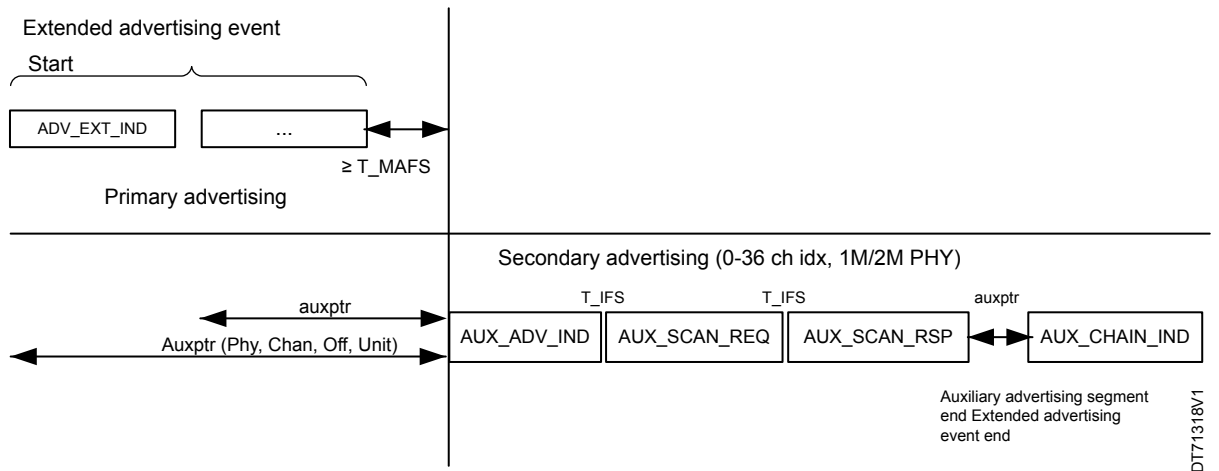 Extended advertising event
Start
ADV_EXT_IND
...
≥ T_MAFS
Primary advertising
Secondary advertising (0-36 ch idx, 1M/2M PHY)
auxptr
Auxptr (Phy, Chan, Off, Unit)
T_IFS
T_IFS
auxptr
AUX_ADV_IND
AUX_SCAN_REQ
AUX_SCAN_RSP
AUX_CHAIN_IND
Auxiliary advertising segment
end Extended advertising
event end
DT71318V1